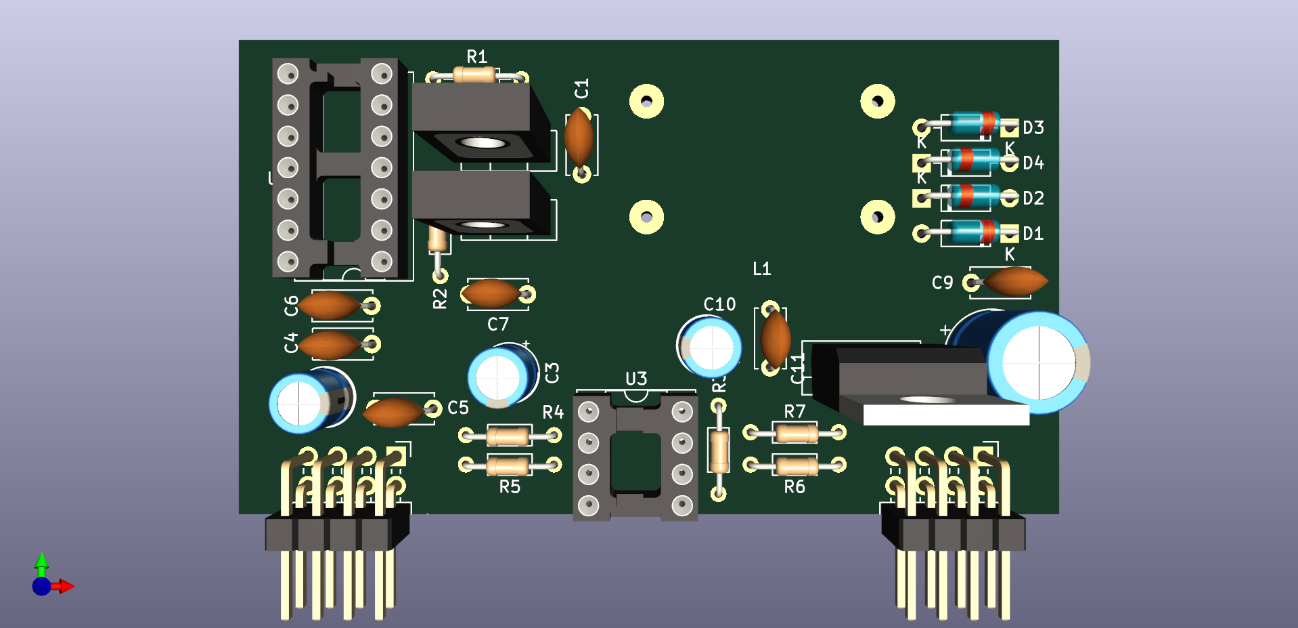 R1
C1
D3
K
K
D4
K
D2
D1
K
C9
L1
C6
R2
C7
C10
+
C4
+
C3
C11
U3
C5
R4
R7
R5
R6